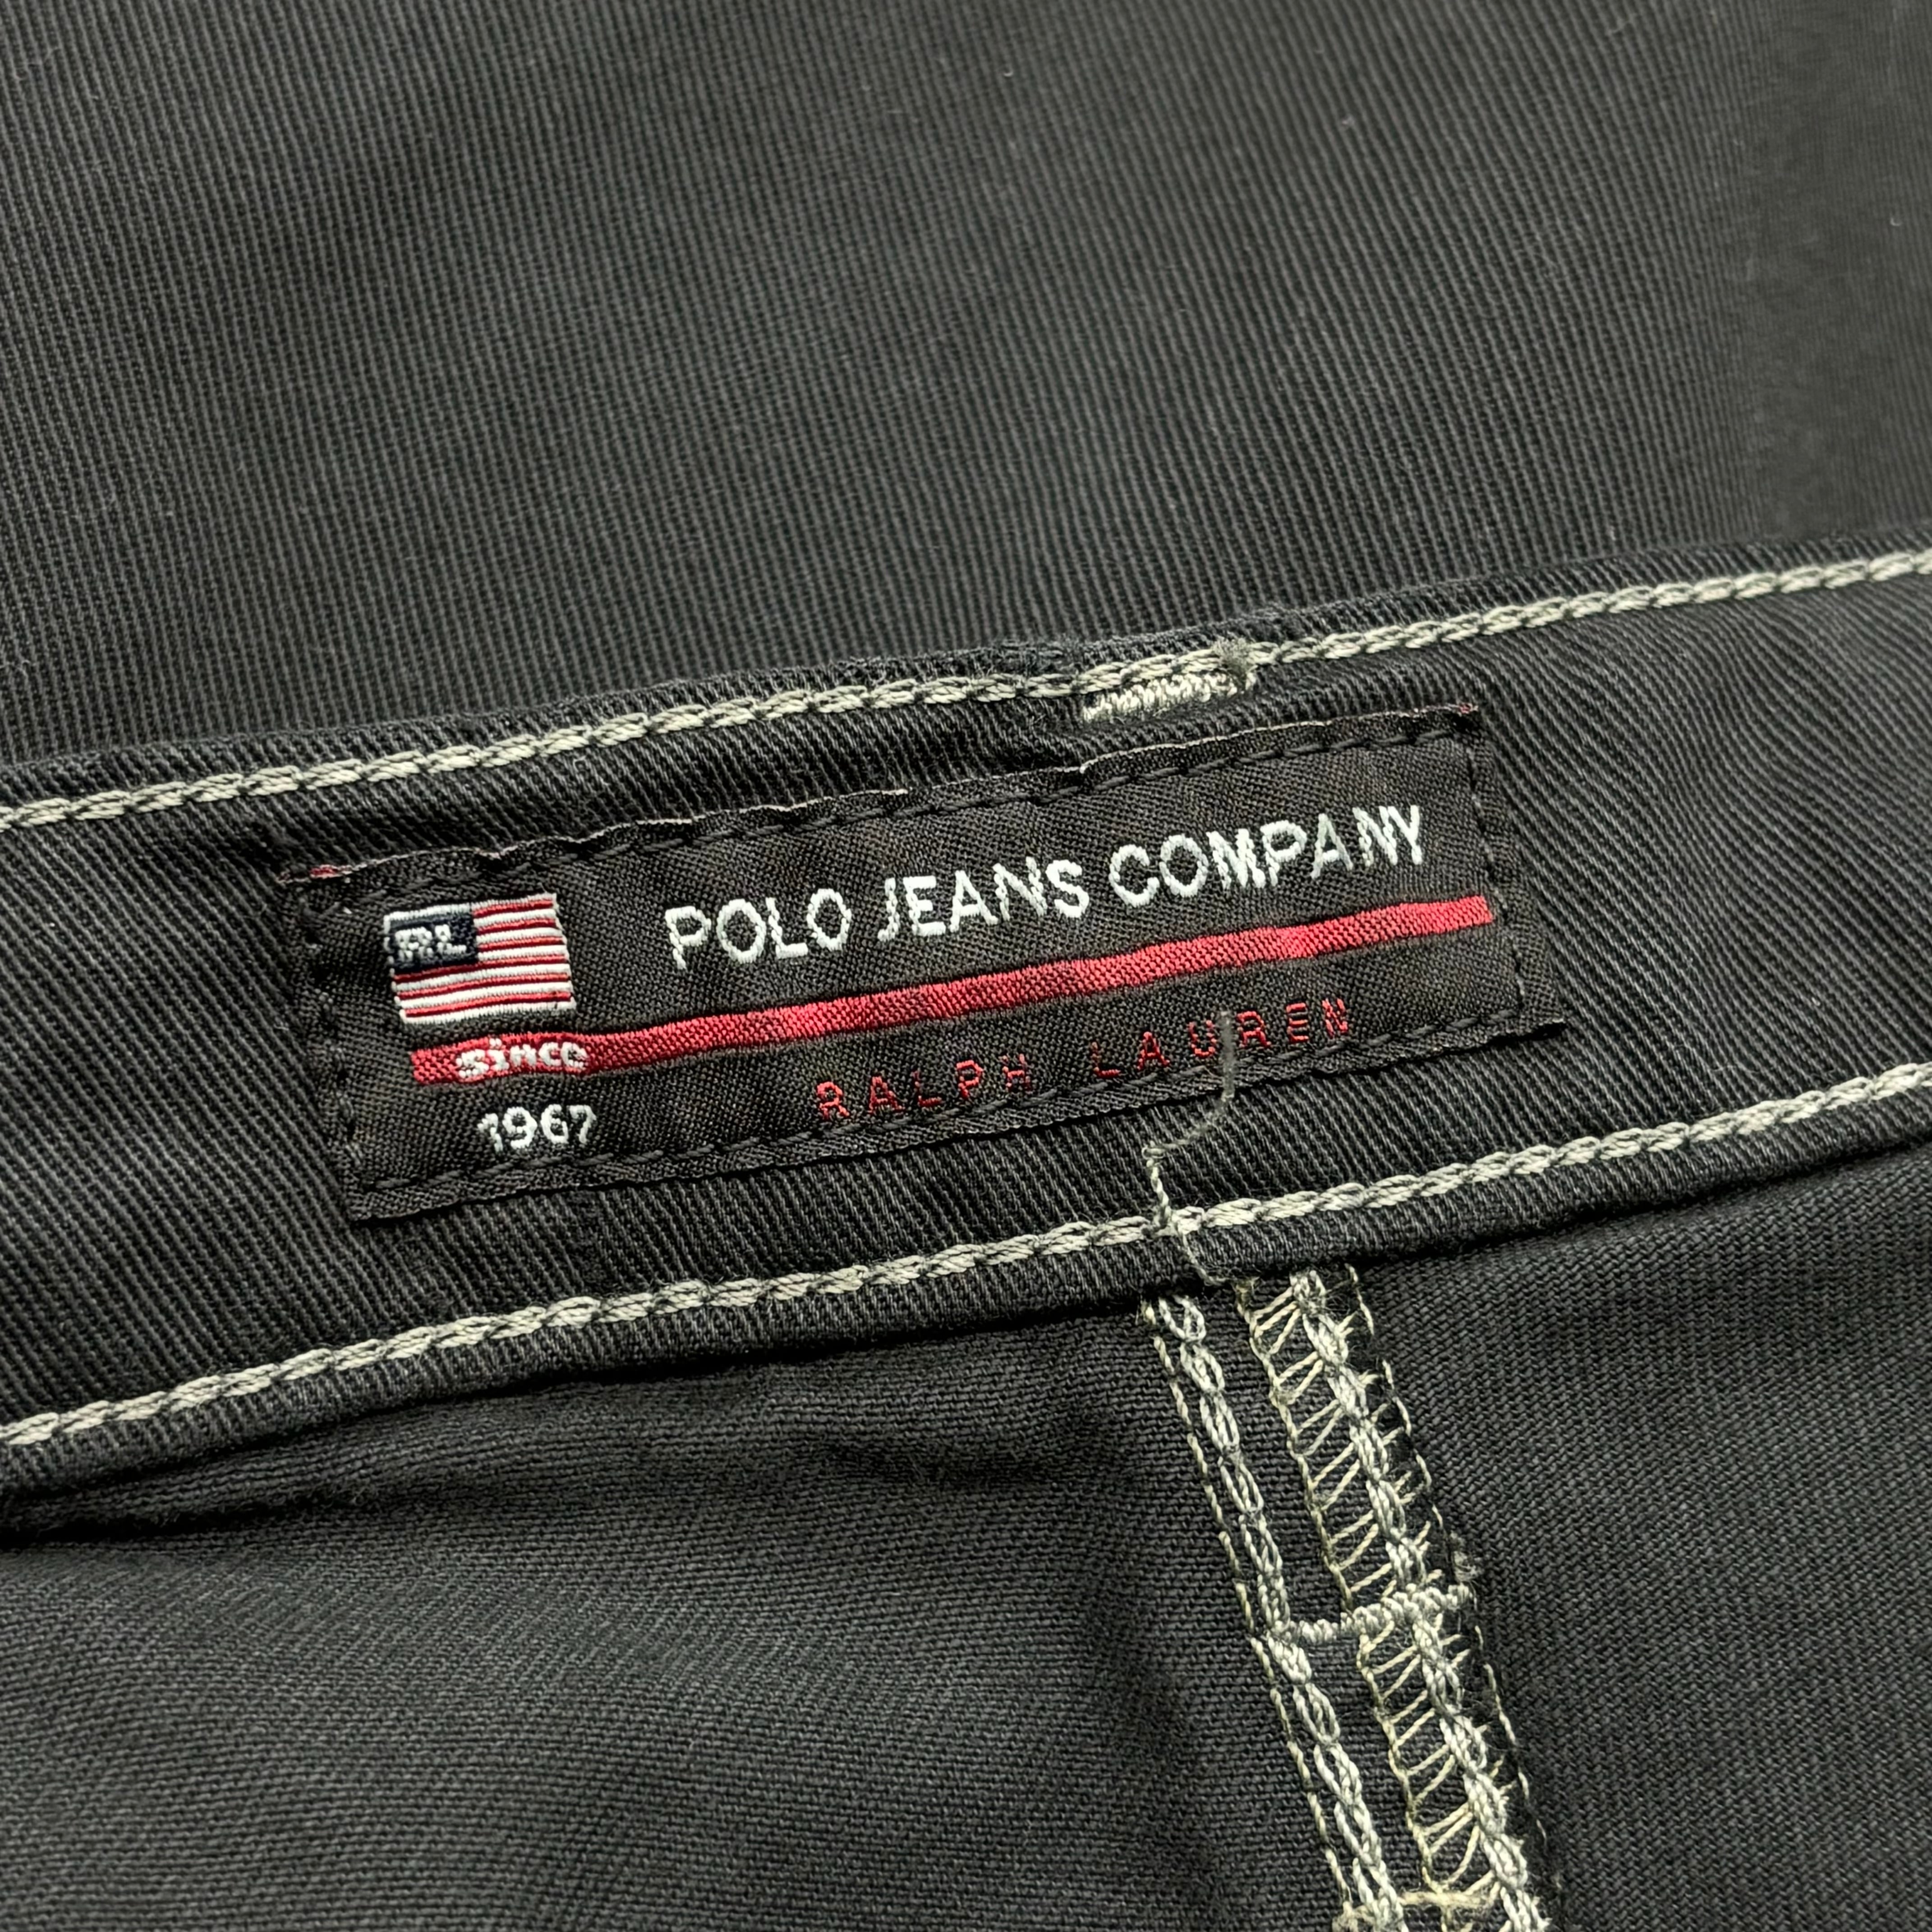 RL
POLO JEANS COMPANY
since
RALPH LAUREN
1967